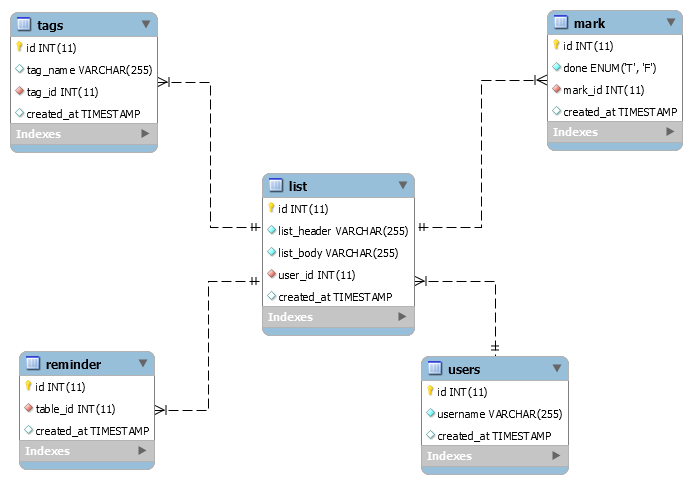 tags
id INT(11)
tag_name VARCHAR(255)
tag_id INT(11)
created_at TIMESTAMP
Indexes
mark
id INT(11)
done ENUM('T', 'F')
mark_id INT(11)
created_at TIMESTAMP
Indexes
list
id INT(11)
list_header VARCHAR(255)
list_body VARCHAR(255)
user_id INT(11)
created_at TIMESTAMP
Indexes
reminder
id INT(11)
table_id INT(11)
created_at TIMESTAMP
Indexes
users
id INT(11)
username VARCHAR(255)
created_at TIMESTAMP
Indexes